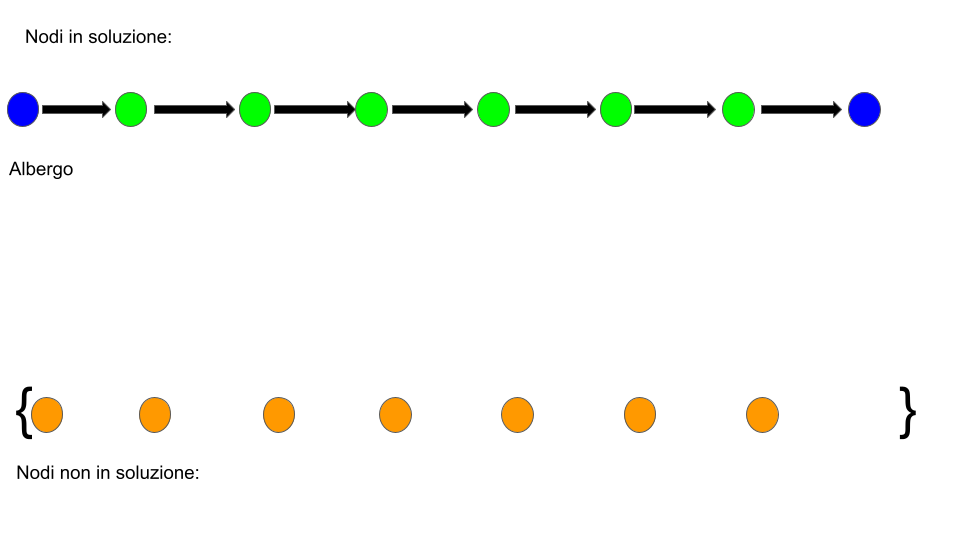 Nodi in soluzione:
Albergo
{ }
Nodi non in soluzione: